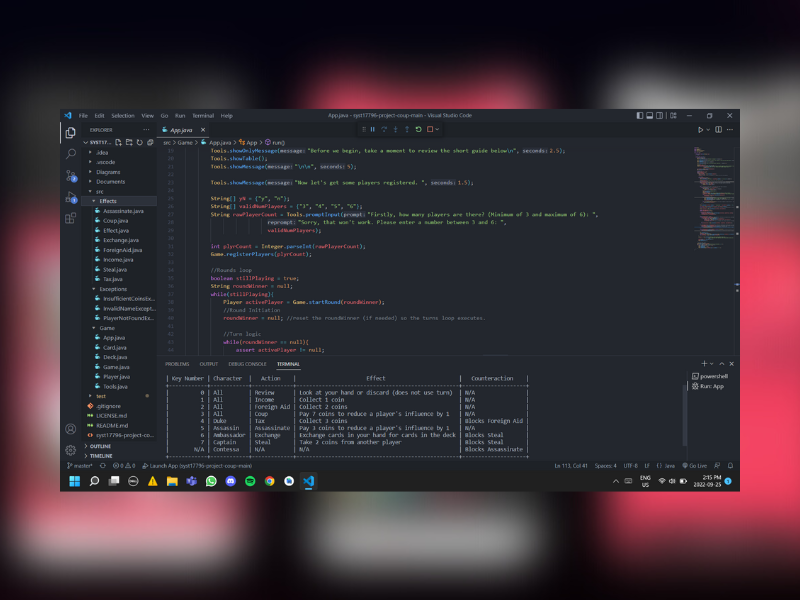 File Edit Selection View Go Run Terminal Help
App.java - syst17796-project-coup-main - Visual Studio Code
EXPLORER
App.java
SYST17...
src > Game > App.java > App > run()
.idea
.vscode
Diagrams
Documents
src
Effects
Assassinate.java
Coup.java
Effect.java
Exchange.java
ForeignAid.java
Income.java
Steal.java
Tax.java
Exceptions
InsufficientCoinsEx...
InvalidNameExcept...
PlayerNotFoundEx...
Game
App.java
Card.java
Deck.java
Game.java
Player.java
Tools.java
test
.gitignore
LICENSE.md
README.md
syst17796-project-co...
OUTLINE
TIMELINE
Tools.showOnlyMessage(message:"Before we begin, take a moment to review the short guide below\n", seconds:2.5);
Tools.showTable();
Tools.showMessage(message:"\n\n", seconds:5);
Tools.showMessage(message:"Now let's get some players registered. ", seconds:1.5);
String[] yN = {"y", "n"};
String[] validNumPlayers = {"3", "4", "5", "6"};
String rawPlayerCount = Tools.promptInput(prompt:"Firstly, how many players are there? (Minimum of 3 and maximum of 6): ",
reprompt:"Sorry, that won't work. Please enter a number between 3 and 6: ",
validNumPlayers);
int plyrCount = Integer.parseInt(rawPlayerCount);
Game.registerPlayers(plyrCount);
//Rounds loop
boolean stillPlaying = true;
String roundWinner = null;
while(stillPlaying){
Player activePlayer = Game.startRound(roundWinner);
//Round Initiation
roundWinner = null; //reset the roundWinner (if needed) so the turns loop executes.
//Turn logic
while(roundWinner == null){
assert activePlayer != null;
PROBLEMS OUTPUT DEBUG CONSOLE TERMINAL
powershell
Run: App
| Key Number | Character | Action | Effect | Counteraction |
| 0 | All | Review | Look at your hand or discard (does not use turn) | N/A |
| 1 | All | Income | Collect 1 coin | N/A |
| 2 | All | Foreign Aid | Collect 2 coins | N/A |
| 3 | All | Coup | Pay 7 coins to reduce a player's influence by 1 | N/A |
| 4 | Duke | Tax | Collect 3 coins | Blocks Foreign Aid |
| 5 | Assassin | Assassinate | Pay 3 coins to reduce a player's influence by 1 | N/A |
| 6 | Ambassador | Exchange | Exchange cards in your hand for cards in the deck | Blocks Steal |
| 7 | Captain | Steal | Take 2 coins from another player | Blocks Steal |
| N/A | Contessa | N/A | N/A | Blocks Assassinate |
master* 0 0 Launch App (syst17796-project-coup-main)
Ln 113, Col 41 Spaces: 4 UTF-8 LF {} Java Go Live
ENG
US
2:15 PM
2022-09-25